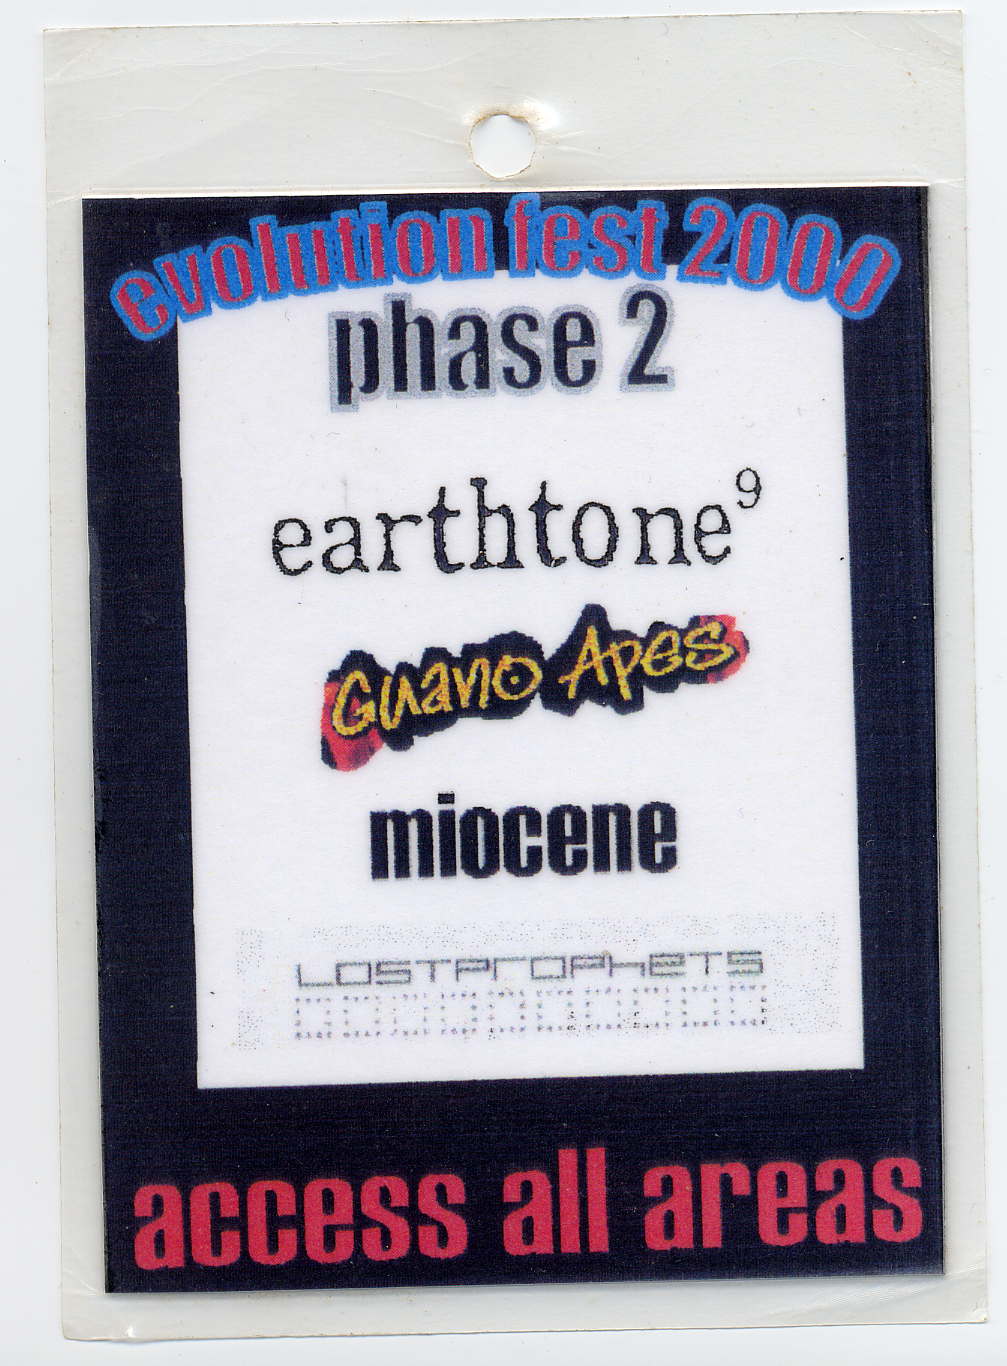 evolution fest 2000
phase 2
earthtone9
Guano Apes
miocene
LOSTPROPHETS
access all areas